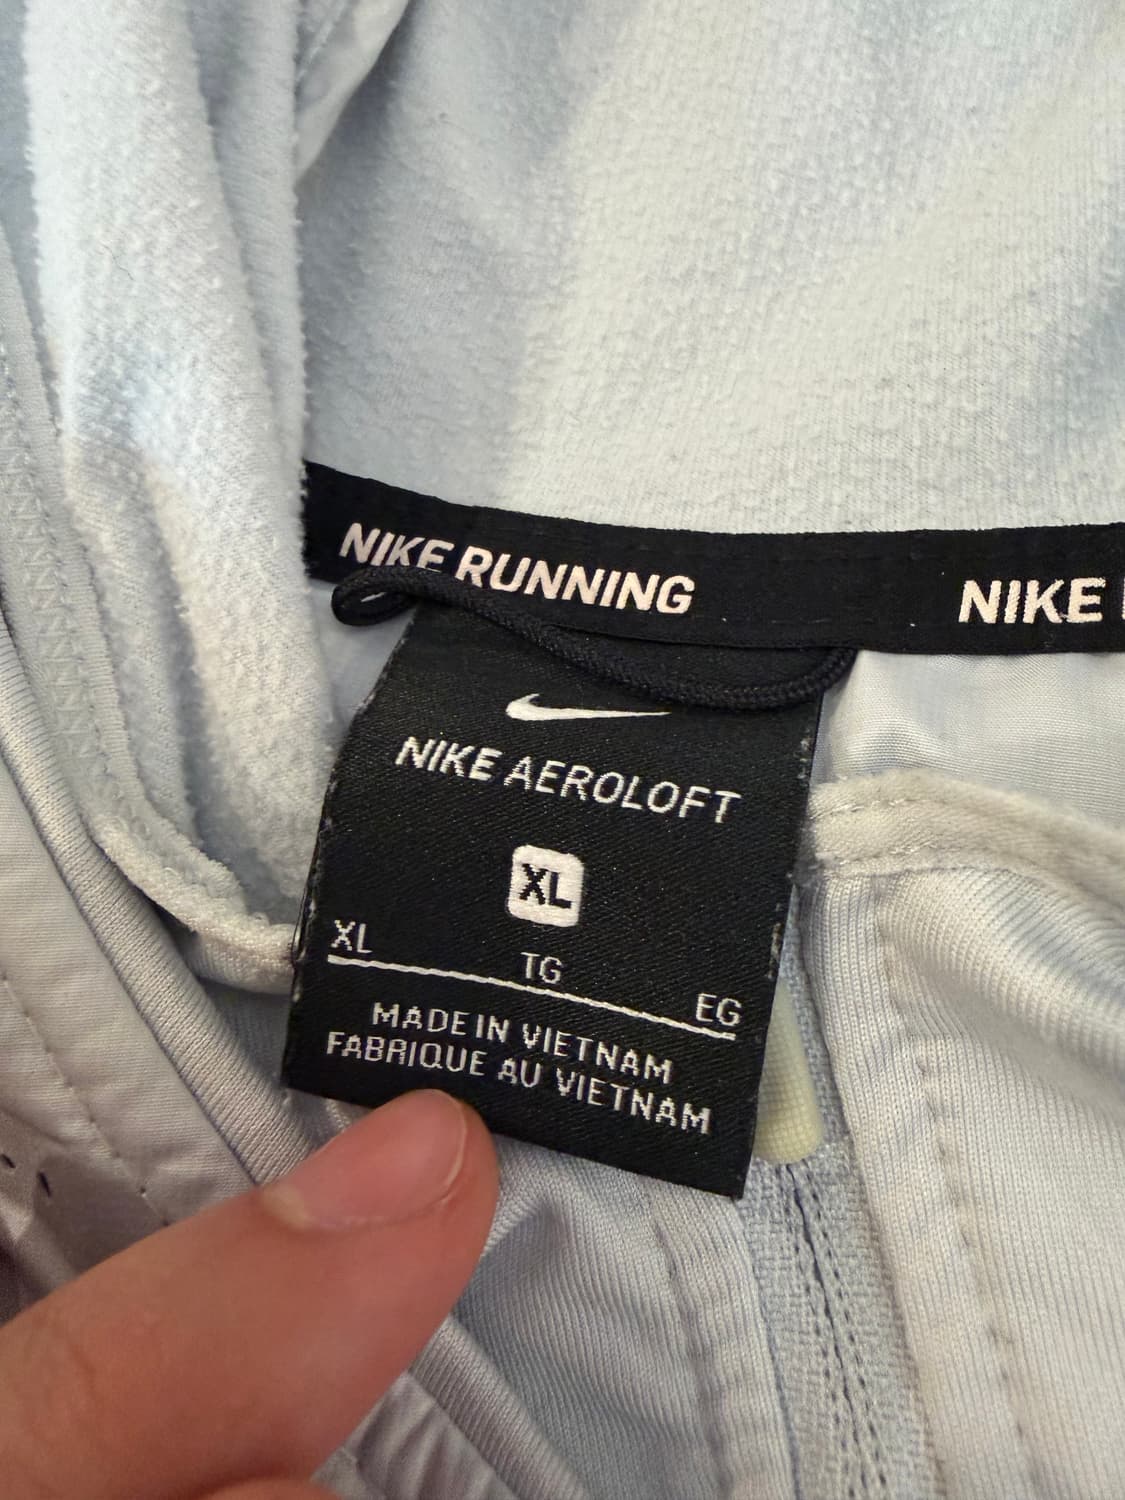 NIKE RUNNING
NIKE
NIKE AEROLOFT
XL
XL TG EG
MADE IN VIETNAM
FABRIQUE AU VIETNAM